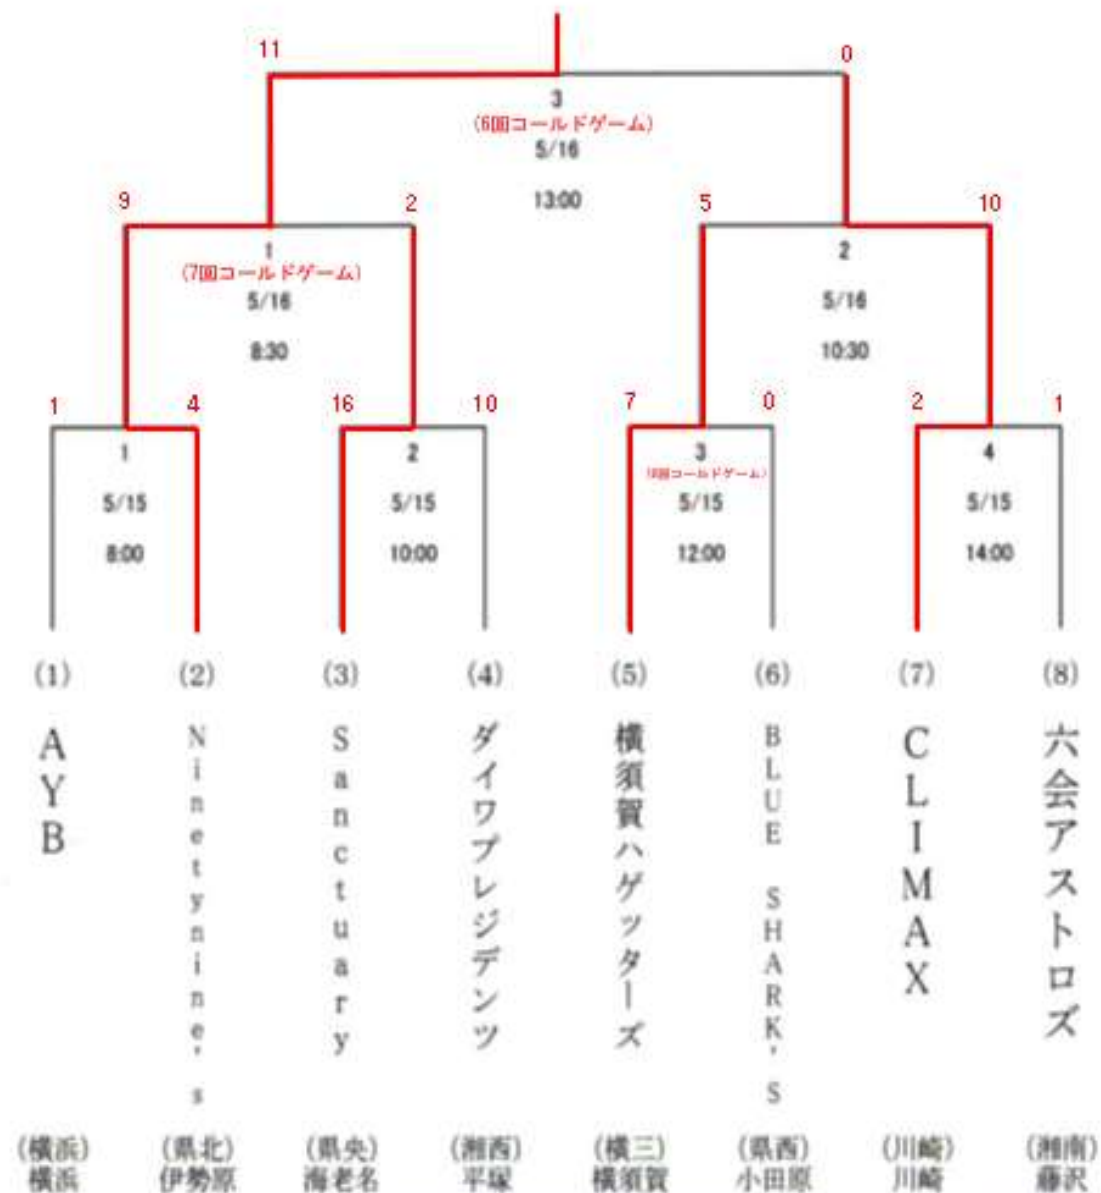 11
0
3
(6回コールドゲーム)
5/16
13:00
9
2
5
10
1
(7回コールドゲーム)
5/16
8:30
2
5/16
10:30
1
4
16
10
7
0
2
1
1
5/15
8:00
2
5/15
10:00
3
コールドゲーム)
5/15
12:00
4
5/15
14:00
(1)
(2)
(3)
(4)
(5)
(6)
(7)
(8)
AYB
Ninetynine's
Sanctuary
ダイワプレジデンツ
横須賀ハゲッターズ
BLUE SHARK'S
CLIMAX
六会アストロズ
(横浜)
横浜
(県北)
伊勢原
(県央)
海老名
(湘西)
平塚
(横三)
横須賀
(県西)
小田原
(川崎)
川崎
(湘南)
藤沢